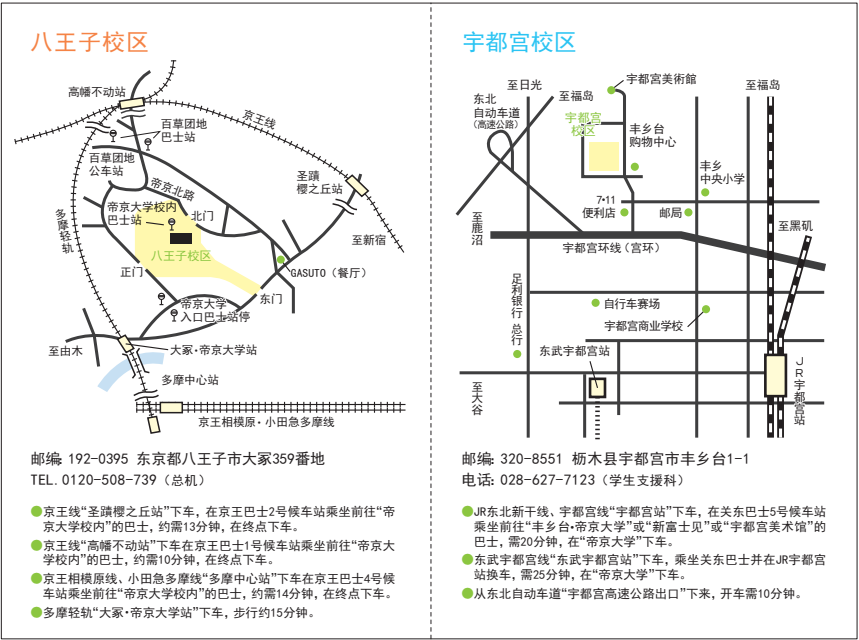 八王子校区
高幡不动站
京王线
百草团地
巴士站
百草团地
公车站
圣蹟
樱之丘站
帝京北路
帝京大学校内
巴士站
北门
多摩轻轨
至新宿
八王子校区
正门
GASUTO（餐厅）
东门
帝京大学
入口巴士站停
至由木
大冢·帝京大学站
多摩中心站
京王相模原·小田急多摩线
邮编: 192-0395 东京都八王子市大冢359番地
TEL. 0120-508-739（总机）
●京王线“圣蹟樱之丘站”下车，在京王巴士2号候车站乘坐前往“帝
京大学校内”的巴士，约需13分钟，在终点下车。
●京王线“高幡不动站”下车在京王巴士1号候车站乘坐前往“帝京大
学校内”的巴士，约需10分钟，在终点下车。
●京王相模原线、小田急多摩线“多摩中心站”下车在京王巴士4号候
车站乘坐前往“帝京大学校内”的巴士，约需14分钟，在终点下车。
●多摩轻轨“大冢·帝京大学站”下车，步行约15分钟。
宇都宫校区
至日光
宇都宫美術館
至福岛
至福岛
东北
自动车道
（高速公路）
宇都宫
校区
丰乡台
购物中心
丰乡
中央小学
7·11
便利店
邮局
至鹿沼
至黑矶
宇都宫环线（宫环）
足利银行 总行
自行车赛场
宇都宫商业学校
东武宇都宫站
JR宇都宫站
至大谷
邮编: 320-8551 枥木县宇都宫市丰乡台1-1
电话: 028-627-7123（学生支援科）
●JR东北新干线、宇都宫线“宇都宫站”下车，在关东巴士5号候车站
乘坐前往“丰乡台·帝京大学”或“新富士见”或“宇都宫美术馆”的
巴士，需20分钟，在“帝京大学”下车。
●东武宇都宫线“东武宇都宫站”下车，乘坐关东巴士并在JR宇都宫
站换车，需25分钟，在“帝京大学”下车。
●从东北自动车道“宇都宫高速公路出口”下来，开车需10分钟。